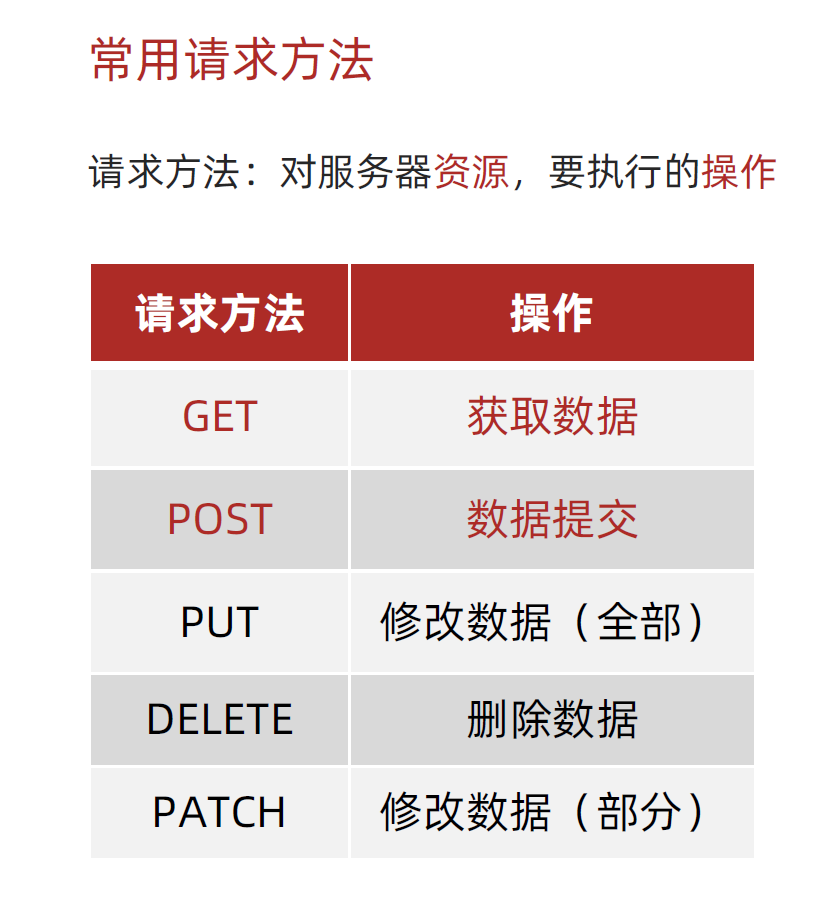 常用请求方法
请求方法：对服务器资源，要执行的操作
请求方法 操作
GET 获取数据
POST 数据提交
PUT 修改数据（全部）
DELETE 删除数据
PATCH 修改数据（部分）